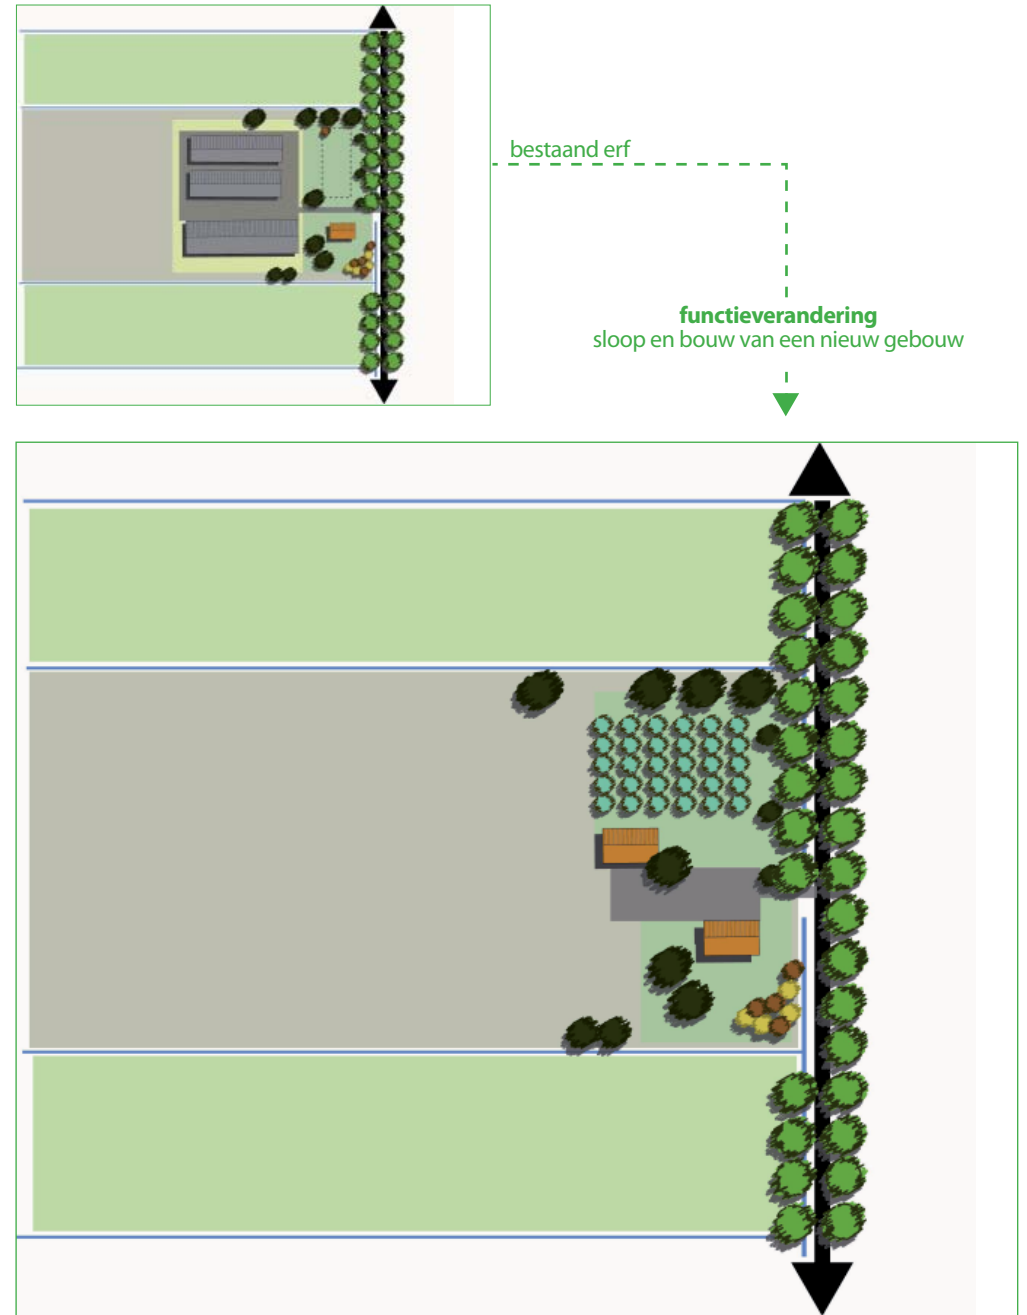 bestaand erf
functieverandering
sloop en bouw van een nieuw gebouw